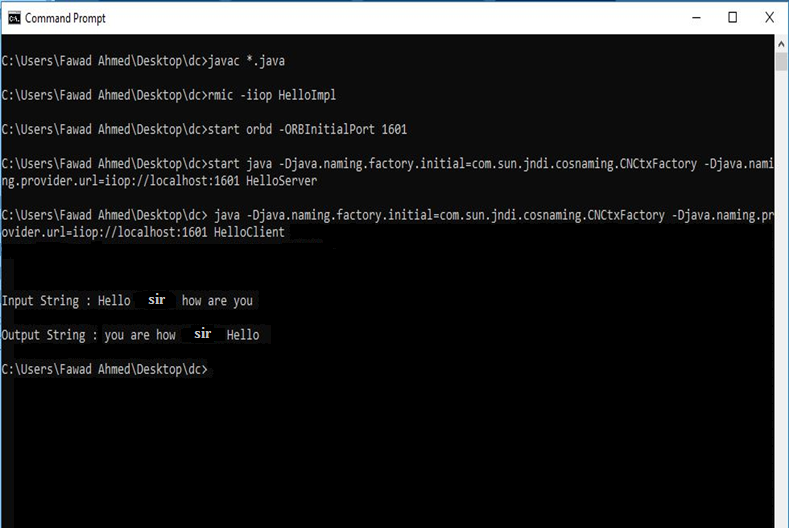 Command Prompt
C:\Users\Fawad Ahmed\Desktop\dc>javac *.java
C:\Users\Fawad Ahmed\Desktop\dc>rmic -iiop HelloImpl
C:\Users\Fawad Ahmed\Desktop\dc>start orbd -ORBInitialPort 1601
C:\Users\Fawad Ahmed\Desktop\dc>start java -Djava.naming.factory.initial=com.sun.jndi.cosnaming.CNCtxFactory -Djava.nami
ng.provider.url=iiop://localhost:1601 HelloServer
C:\Users\Fawad Ahmed\Desktop\dc> java -Djava.naming.factory.initial=com.sun.jndi.cosnaming.CNCtxFactory -Djava.naming.pr
ovider.url=iiop://localhost:1601 HelloClient
Input String : Hello sir how are you
Output String : you are how sir Hello
C:\Users\Fawad Ahmed\Desktop\dc>